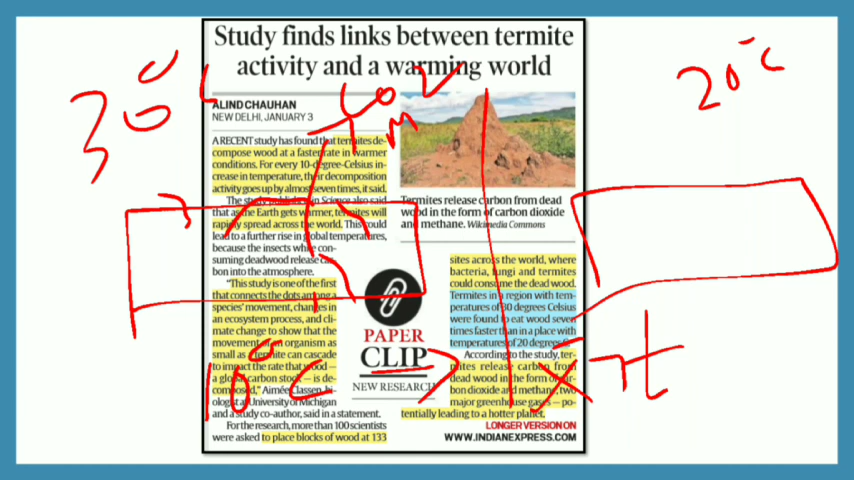 Study finds links between termite
activity and a warming world
ALIND CHAUHAN
NEW DELHI, JANUARY 3
A RECENT study has found that termites de-
compose wood at a faster rate in warmer
conditions. For every 10-degree-Celsius in-
crease in temperature, their decomposition
activity goes up by almost seven times, it said.
The study published in Science also said
that as the Earth gets warmer, termites will
rapidly spread across the world. This could
lead to a further rise in global temperatures,
because the insects while con-
suming deadwood release car-
bon into the atmosphere.
"This study is one of the first
that connects the dots among a
species' movement, changes in
an ecosystem process, and cli-
mate change to show that the
movement of an organism as
small as a termite can cascade
to impact the rate that wood —
a global carbon stock — is de-
composed," Aimée Classen, bi-
ologist at University of Michigan
and a study co-author, said in a statement.
For the research, more than 100 scientists
were asked to place blocks of wood at 133
Termites release carbon from dead
wood in the form of carbon dioxide
and methane. Wikimedia Commons
PAPER
CLIP
NEW RESEARCH
sites across the world, where
bacteria, fungi and termites
could consume the dead wood.
Termites in a region with tem-
peratures of 30 degrees Celsius
were found to eat wood seven
times faster than in a place with
temperatures of 20 degrees C.
According to the study, ter-
mites release carbon from
dead wood in the form of car-
bon dioxide and methane, two
major greenhouse gases — po-
tentially leading to a hotter planet.
LONGER VERSION ON
WWW.INDIANEXPRESS.COM
30°C
20°C
10°C
CO2
m